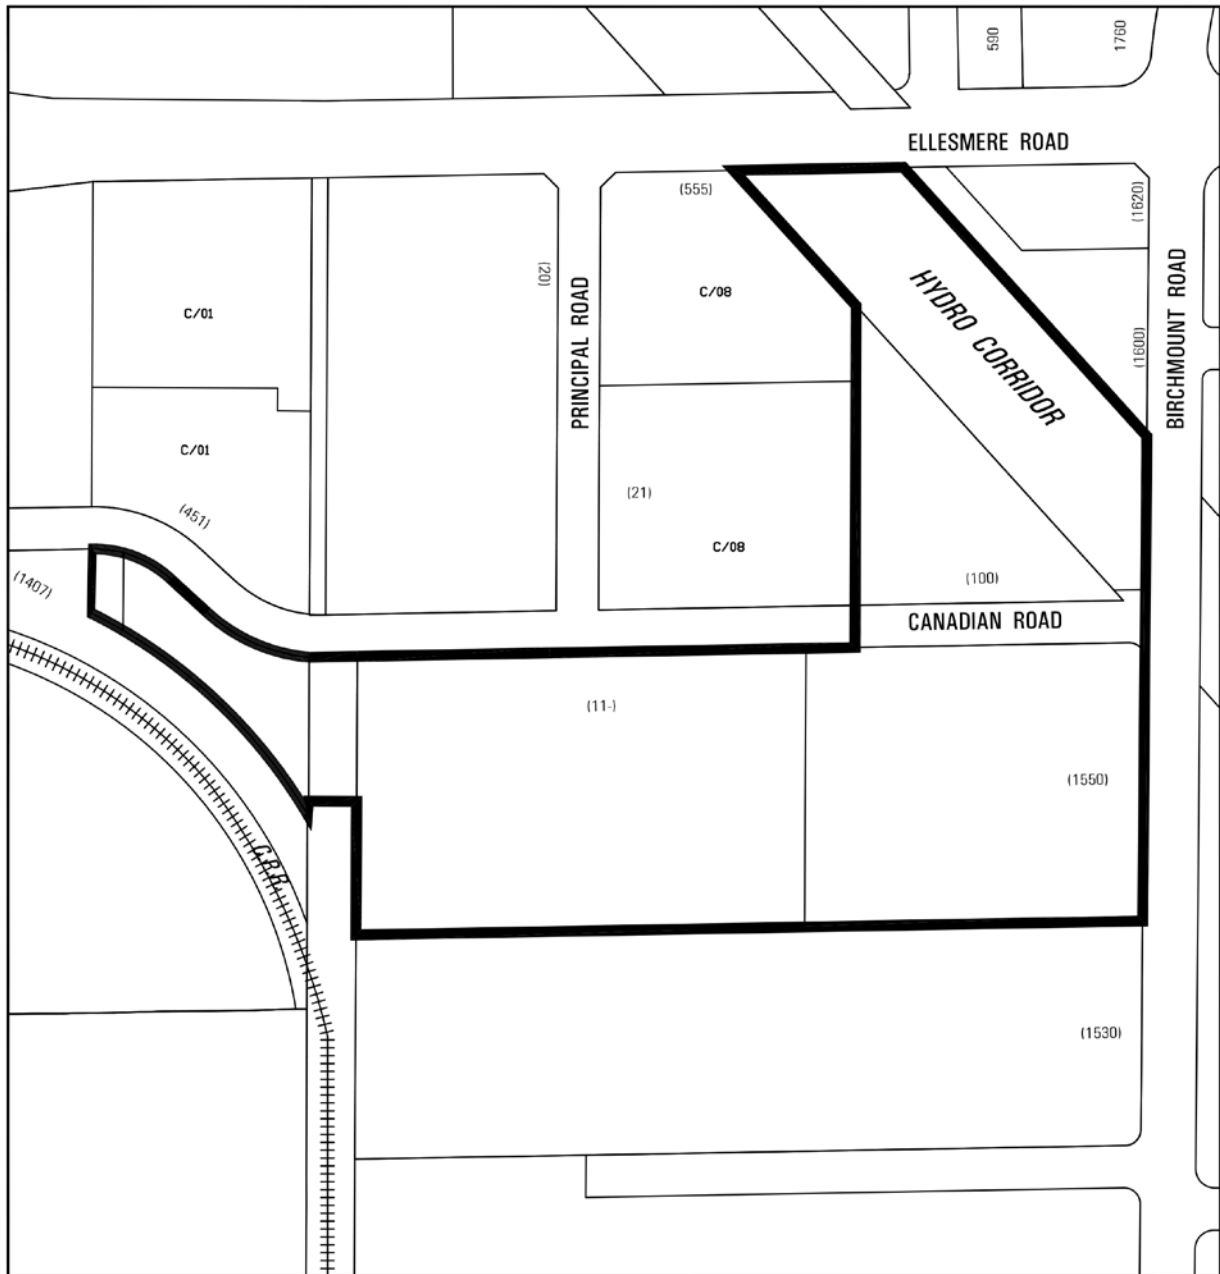 590
1760
ELLESMERE ROAD
(555)
(1620)
(20)
HYDRO CORRIDOR
BIRCHMOUNT ROAD
PRINCIPAL ROAD
C/08
C/01
(1600)
C/01
(451)
(21)
C/08
(1407)
(100)
CANADIAN ROAD
(11-)
(1550)
C.P.R.
(1530)